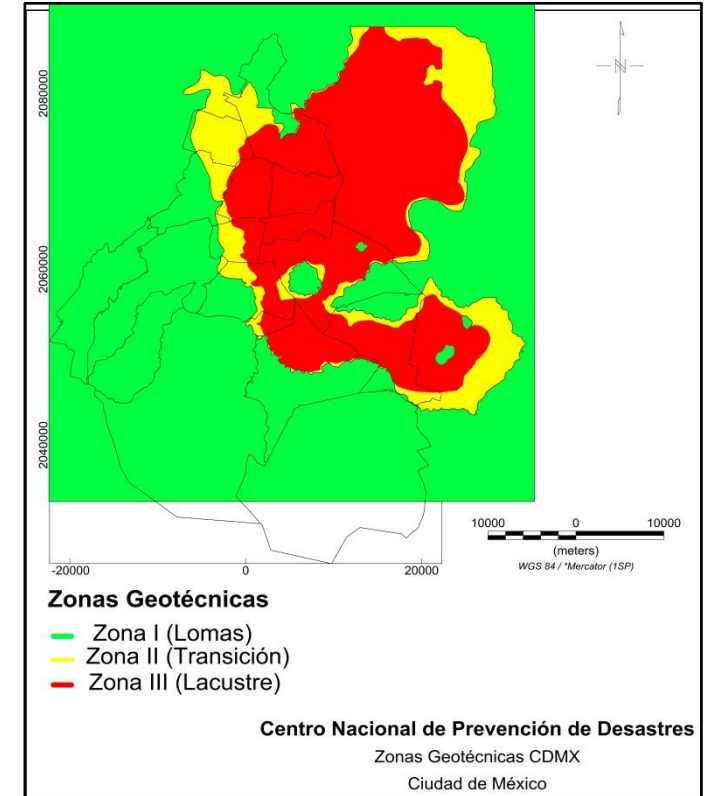 2080000
2060000
2040000
N
-20000 0 20000
10000 0 10000
(meters)
WGS 84 / *Mercator (1SP)
Zonas Geotécnicas
Zona I (Lomas)
Zona II (Transición)
Zona III (Lacustre)
Centro Nacional de Prevención de Desastres
Zonas Geotécnicas CDMX
Ciudad de México